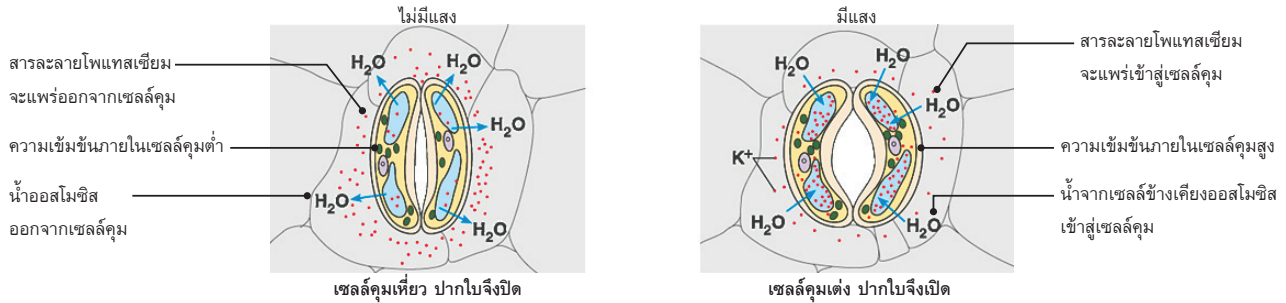 ไม่มีแสง
สารละลายโพแทสเซียม
จะแพร่ออกจากเซลล์คุม
ความเข้มข้นภายในเซลล์คุมต่ำ
น้ำออสโมซิส
ออกจากเซลล์คุม
H₂O
H₂O
H₂O
H₂O
H₂O
เซลล์คุมเหี่ยว ปากใบจึงปิด
มีแสง
H₂O
H₂O
H₂O
K⁺
H₂O
H₂O
สารละลายโพแทสเซียม
จะแพร่เข้าสู่เซลล์คุม
ความเข้มข้นภายในเซลล์คุมสูง
น้ำจากเซลล์ข้างเคียงออสโมซิส
เข้าสู่เซลล์คุม
เซลล์คุมเต่ง ปากใบจึงเปิด